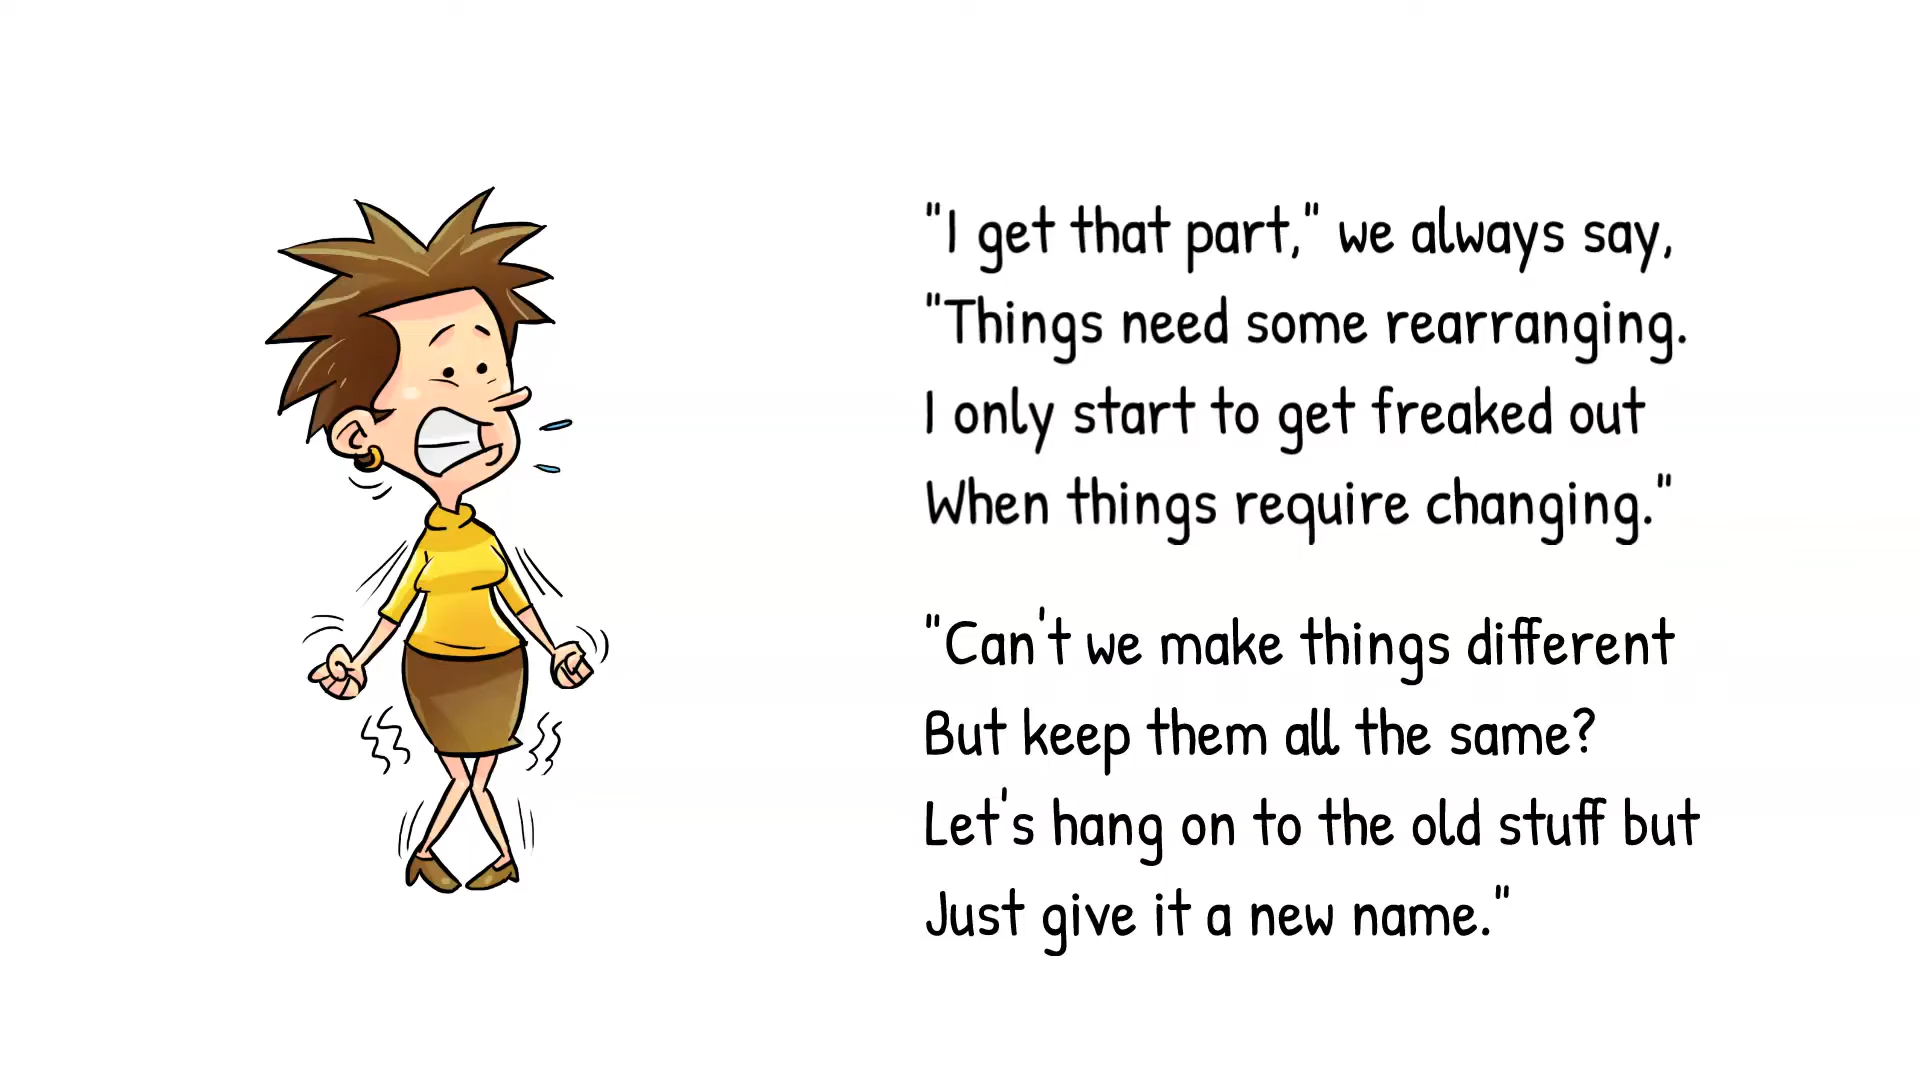 "I get that part," we always say,
"Things need some rearranging.
I only start to get freaked out
When things require changing."
"Can't we make things different
But keep them all the same?
Let's hang on to the old stuff but
Just give it a new name."